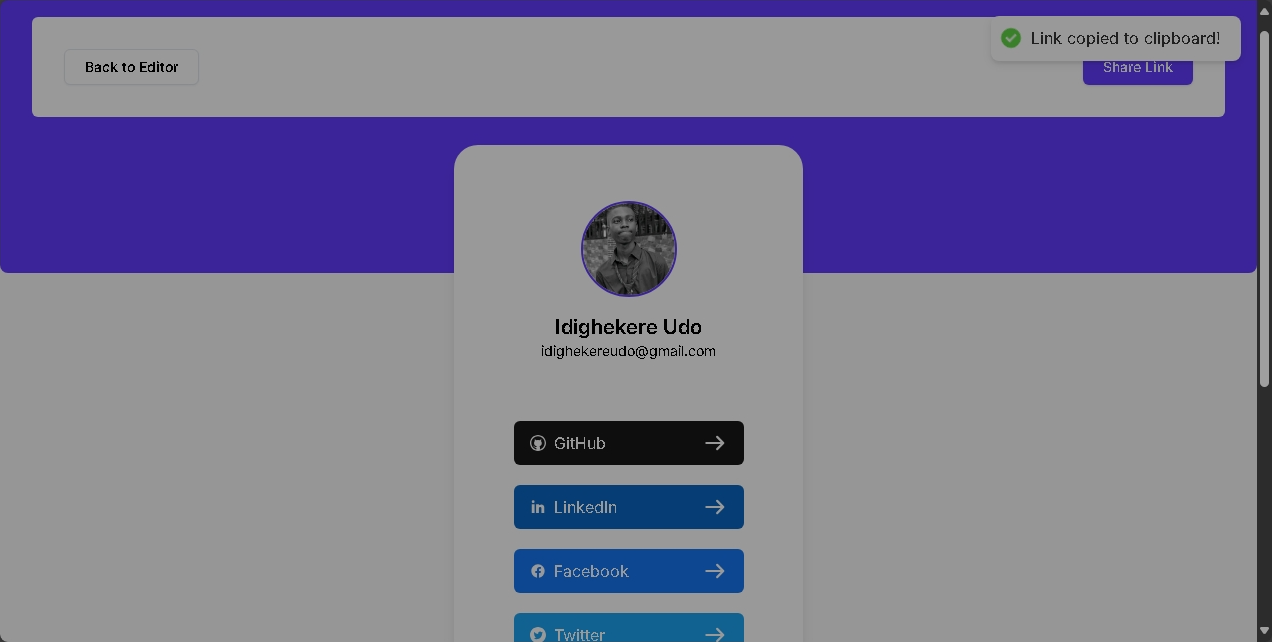 Link copied to clipboard!
Back to Editor
Share Link
Idighekere Udo
idighekereudo@gmail.com
GitHub
LinkedIn
Facebook
Twitter